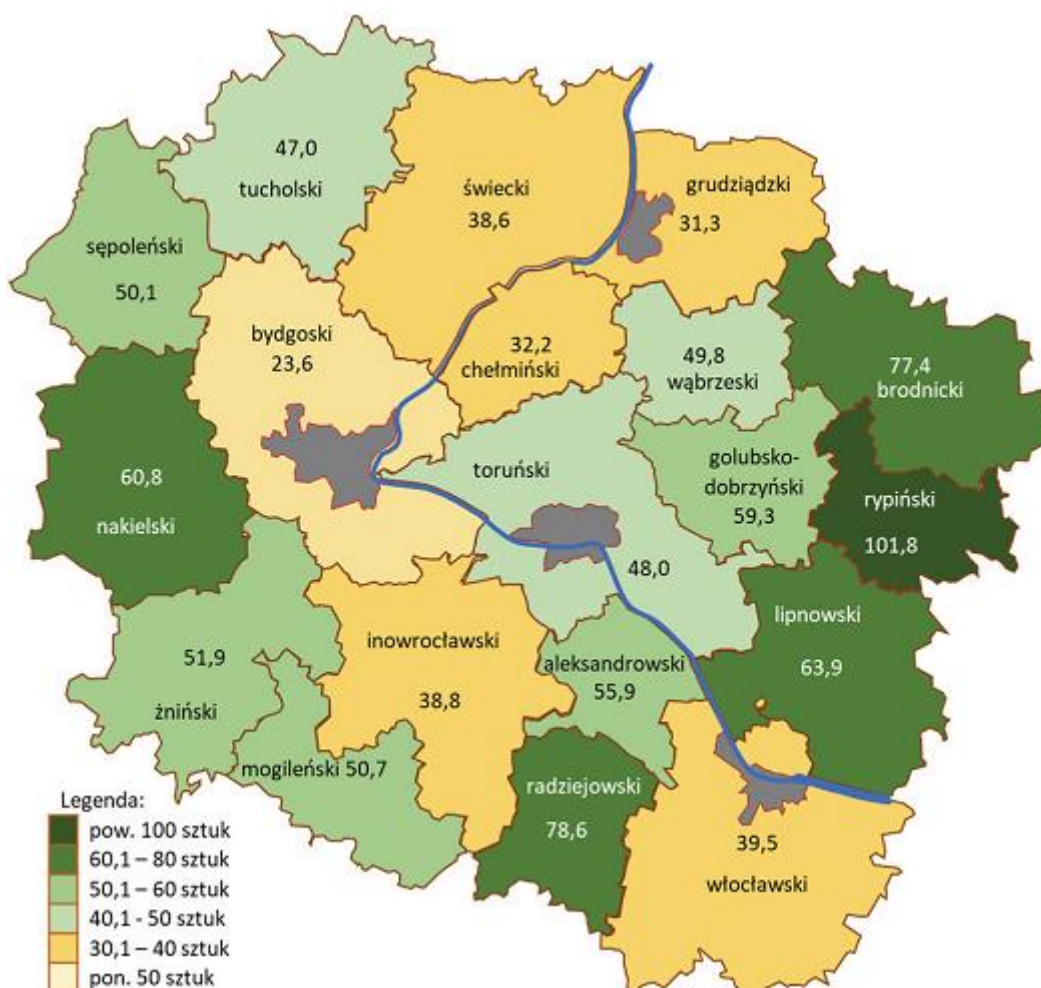 47,0
tucholski
świecki
38,6
grudziądzki
31,3
sępoleński
50,1
bydgoski
23,6
32,2
chełmiński
49,8
wąbrzeski
77,4
brodnicki
60,8
nakielski
toruński
48,0
golubsko-
dobrzyński
59,3
rypiński
101,8
51,9
żniński
inowrocławski
38,8
aleksandrowski
55,9
lipnowski
63,9
mogileński 50,7
radziejowski
78,6
39,5
włocławski
Legenda:
pow. 100 sztuk
60,1 – 80 sztuk
50,1 – 60 sztuk
40,1 - 50 sztuk
30,1 – 40 sztuk
pon. 50 sztuk